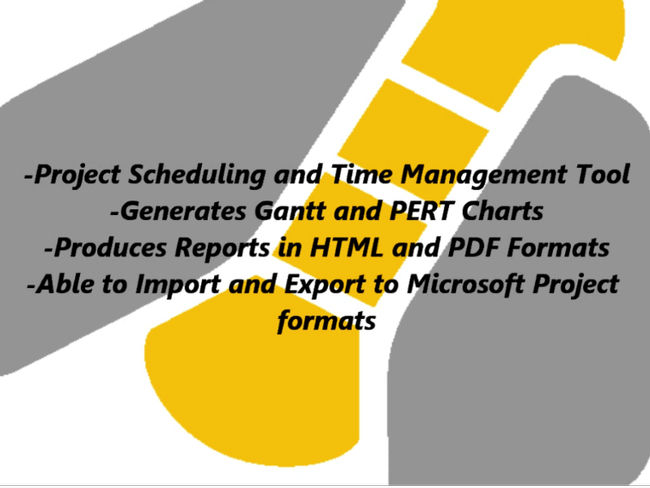 -Project Scheduling and Time Management Tool
-Generates Gantt and PERT Charts
-Produces Reports in HTML and PDF Formats
-Able to Import and Export to Microsoft Project
formats